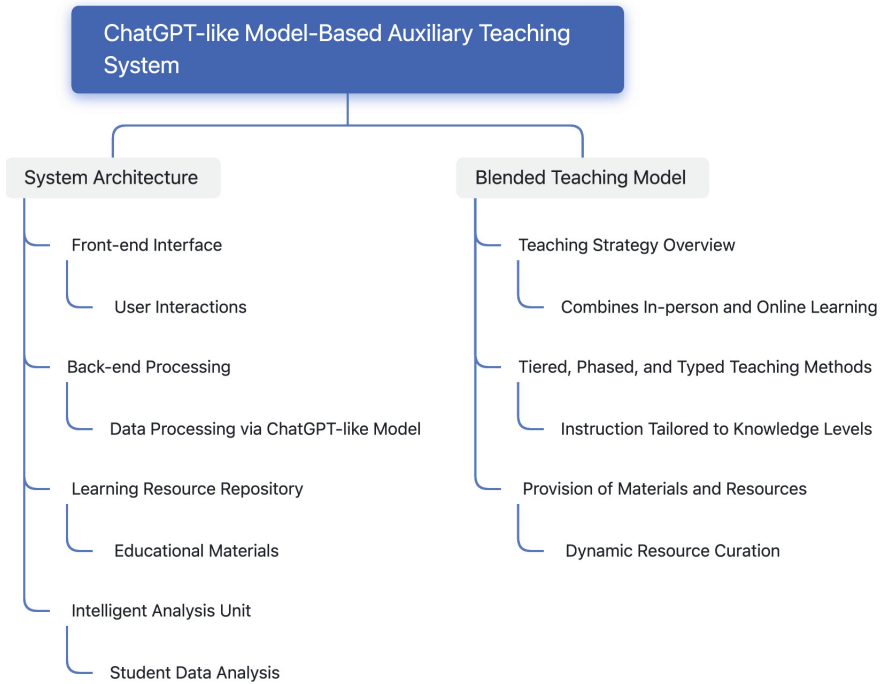 ChatGPT-like Model-Based Auxiliary Teaching
System
System Architecture
Front-end Interface
User Interactions
Back-end Processing
Data Processing via ChatGPT-like Model
Learning Resource Repository
Educational Materials
Intelligent Analysis Unit
Student Data Analysis
Blended Teaching Model
Teaching Strategy Overview
Combines In-person and Online Learning
Tiered, Phased, and Typed Teaching Methods
Instruction Tailored to Knowledge Levels
Provision of Materials and Resources
Dynamic Resource Curation